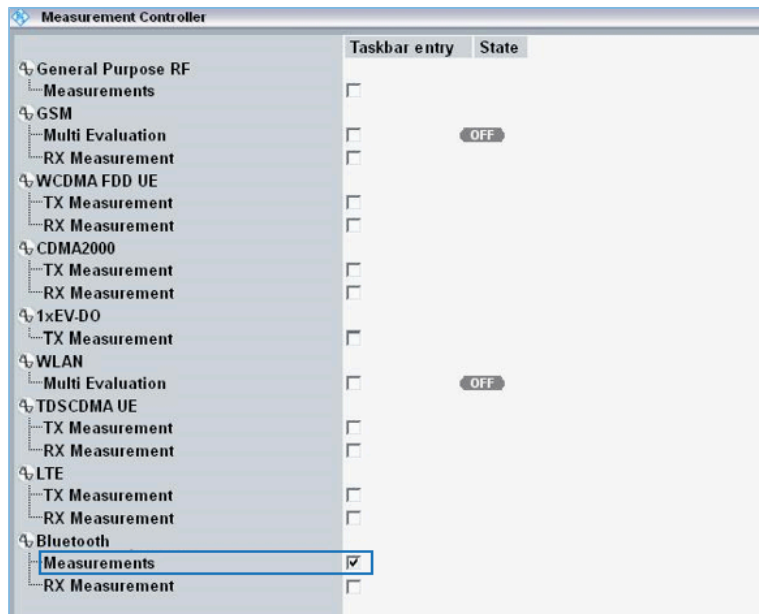 Measurement Controller
Taskbar entry State
General Purpose RF
Measurements
GSM
Multi Evaluation OFF
RX Measurement
WCDMA FDD UE
TX Measurement
RX Measurement
CDMA2000
TX Measurement
RX Measurement
1xEV-DO
TX Measurement
WLAN
Multi Evaluation OFF
TDSCDMA UE
TX Measurement
RX Measurement
LTE
TX Measurement
RX Measurement
Bluetooth
Measurements
RX Measurement